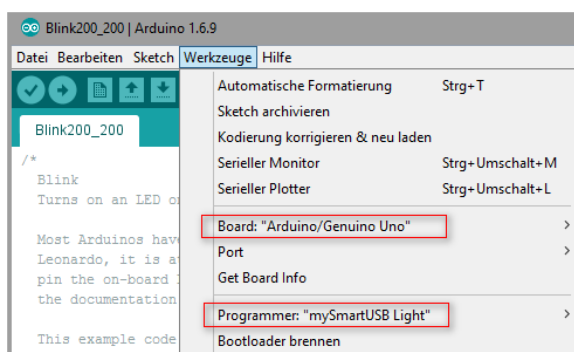 Blink200_200 | Arduino 1.6.9
Datei Bearbeiten Sketch Werkzeuge Hilfe
Automatische Formatierung Strg+T
Sketch archivieren
Kodierung korrigieren & neu laden
Serieller Monitor Strg+Umschalt+M
Serieller Plotter Strg+Umschalt+L
Board: "Arduino/Genuino Uno"
Port
Get Board Info
Programmer: "mySmartUSB Light"
Bootloader brennen
Blink200_200
/*
Blink
Turns on an LED
Most Arduinos have
Leonardo, it is
pin the on-board
the documentation
This example code